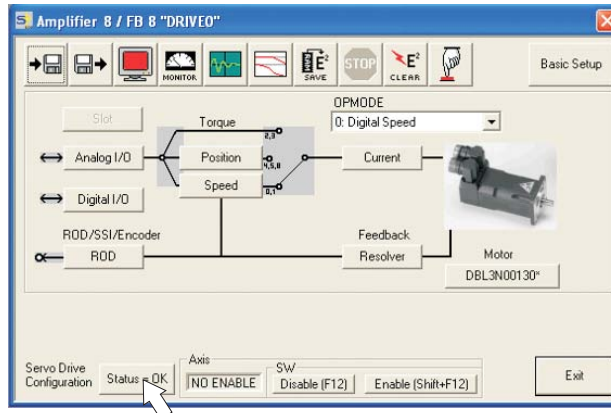 Amplifier 8 / FB 8 "DRIVE0"
MONITOR
E²
SAVE
STOP
E²
CLEAR
Basic Setup
OPMODE
0: Digital Speed
Slot
Torque
2,3
Analog I/O
Position
4,5,8
Current
Speed
0,1
Digital I/O
ROD/SSI/Encoder
Feedback
ROD
Resolver
Motor
DBL3N00130*
Servo Drive
Configuration
Status = OK
Axis
NO ENABLE
SW
Disable (F12)
Enable (Shift+F12)
Exit